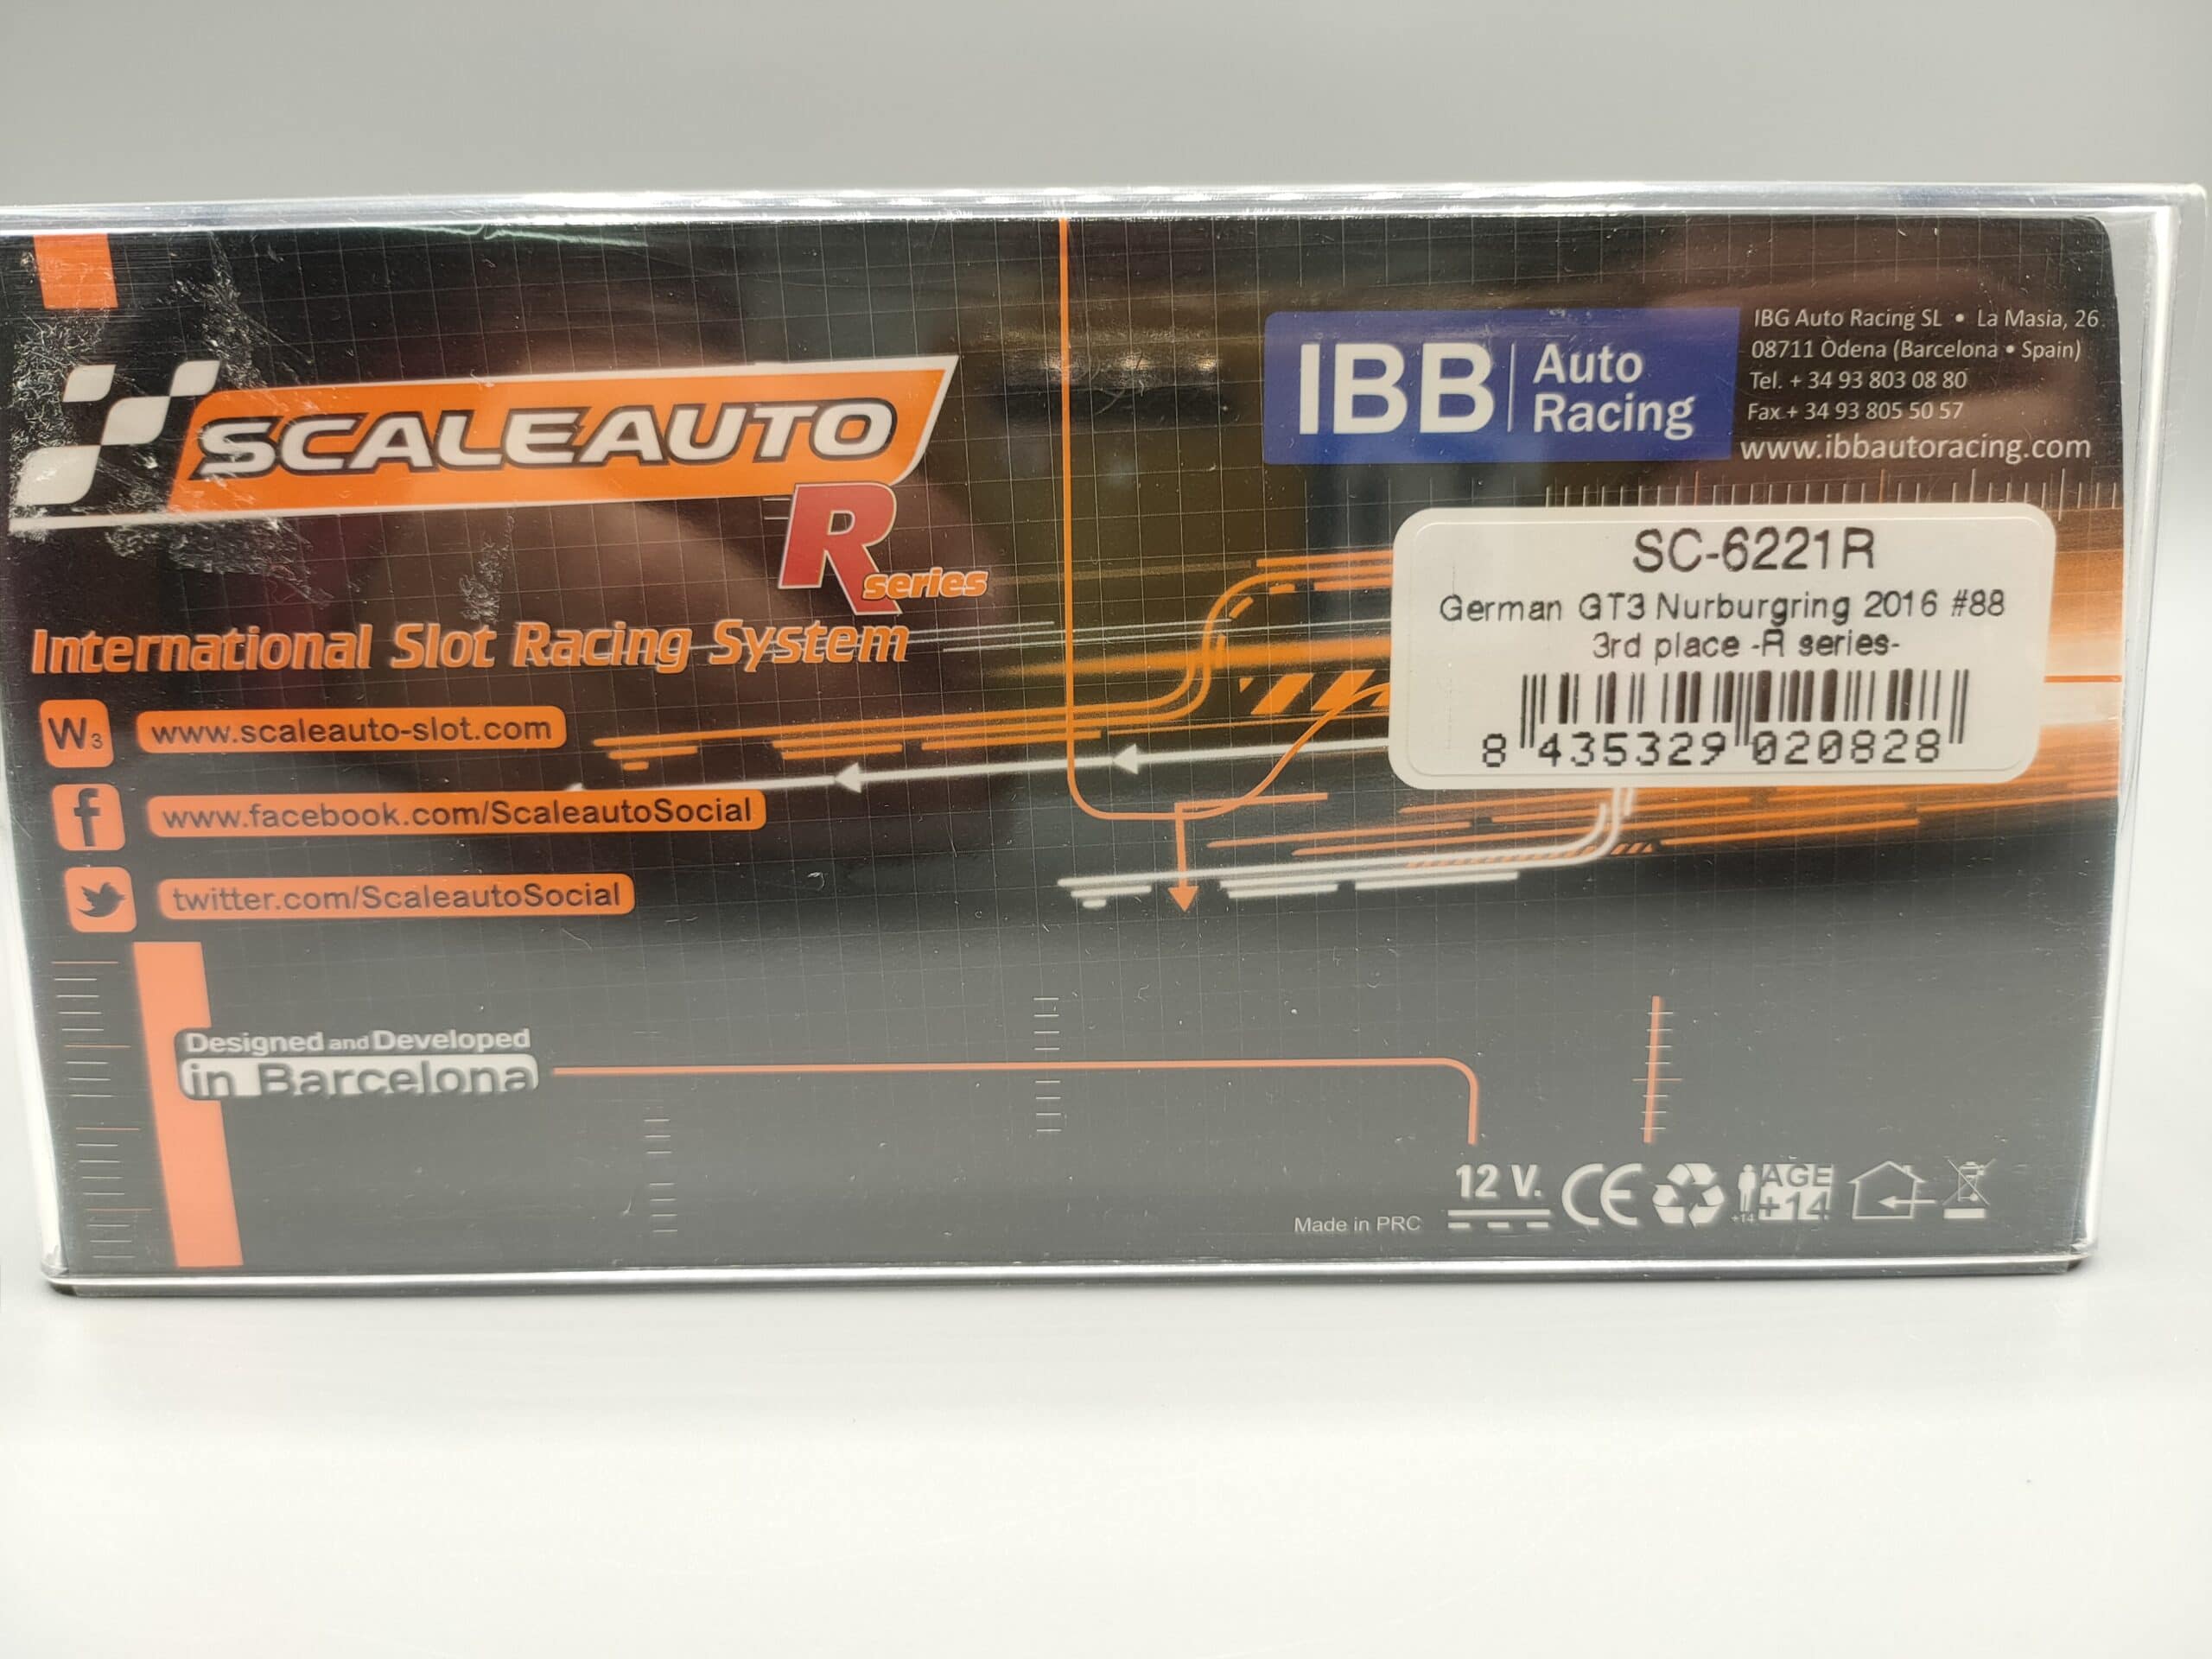 SCALEAUTO
R
series
International Slot Racing System
W3 www.scaleauto-slot.com
f www.facebook.com/ScaleautoSocial
twitter.com/ScaleautoSocial
Designed and Developed
in Barcelona
IBB Auto
Racing
IBG Auto Racing SL • La Masia, 26
08711 Òdena (Barcelona • Spain)
Tel. + 34 93 803 08 80
Fax + 34 93 805 50 57
www.ibbautoracing.com
SC-6221R
German GT3 Nurburgring 2016 #88
3rd place -R series-
8 435329 020828
Made in PRC
12 V.
CE
+14
AGE
+14